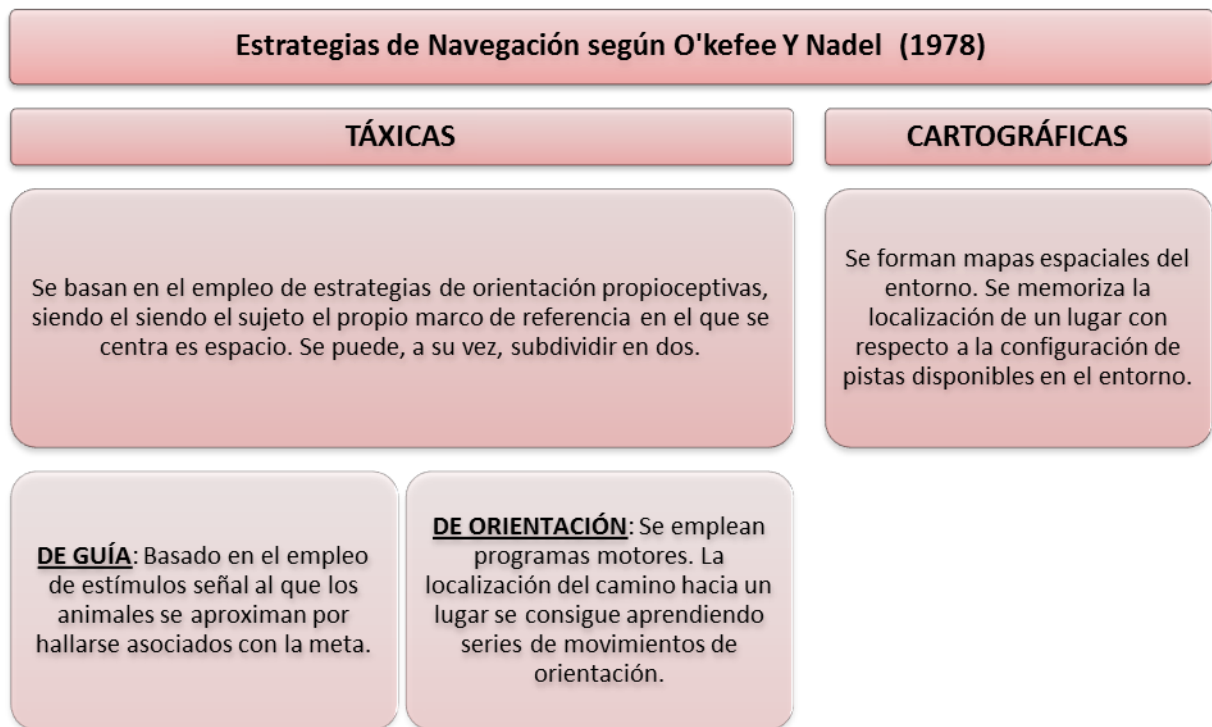 Estrategias de Navegación según O'kefee Y Nadel  (1978)
TÁXICAS
CARTOGRÁFICAS
Se basan en el empleo de estrategias de orientación propioceptivas,
siendo el siendo el sujeto el propio marco de referencia en el que se
centra es espacio. Se puede, a su vez, subdividir en dos.
Se forman mapas espaciales del
entorno. Se memoriza la
localización de un lugar con
respecto a la configuración de
pistas disponibles en el entorno.
DE GUÍA: Basado en el empleo
de estímulos señal al que los
animales se aproximan por
hallarse asociados con la meta.
DE ORIENTACIÓN: Se emplean
programas motores. La
localización del camino hacia un
lugar se consigue aprendiendo
series de movimientos de
orientación.